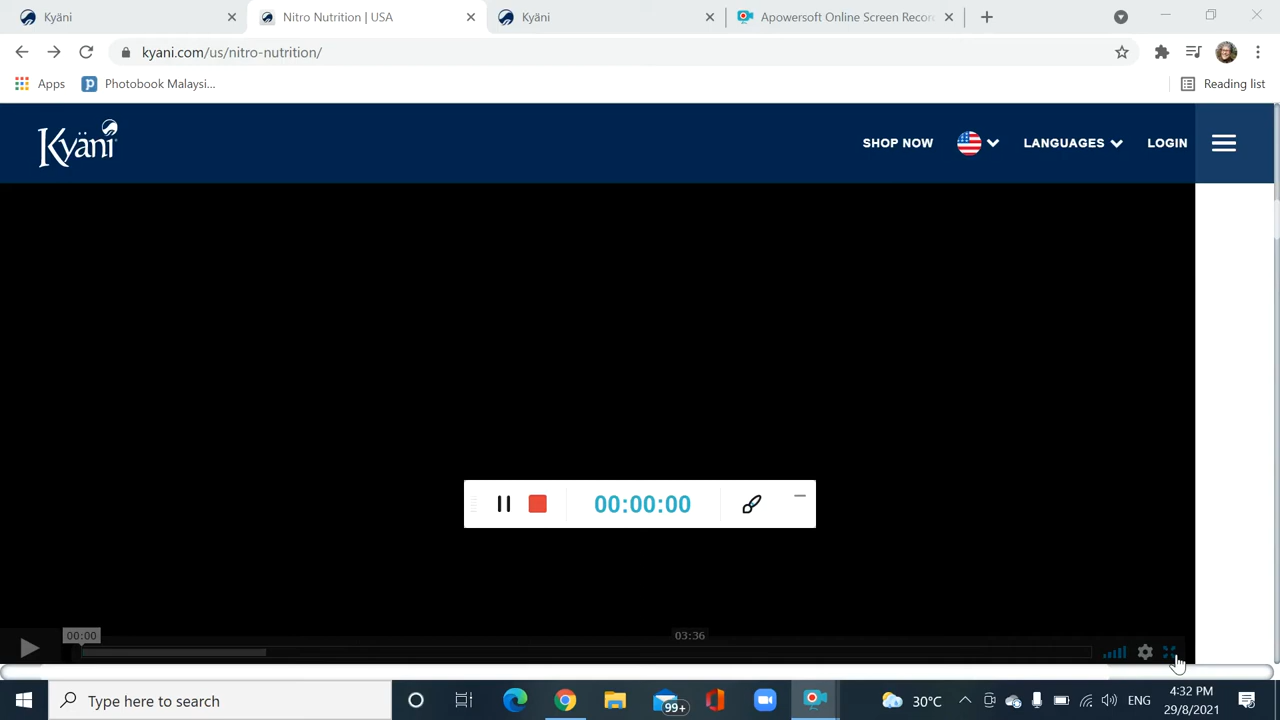 Kyäni
Nitro Nutrition | USA
Kyäni
Apowersoft Online Screen Recor
kyani.com/us/nitro-nutrition/
Apps
Photobook Malaysi...
Reading list
Kyäni
SHOP NOW
LANGUAGES
LOGIN
00:00:00
00:00
03:36
Type here to search
99+
30°C
ENG
4:32 PM
29/8/2021